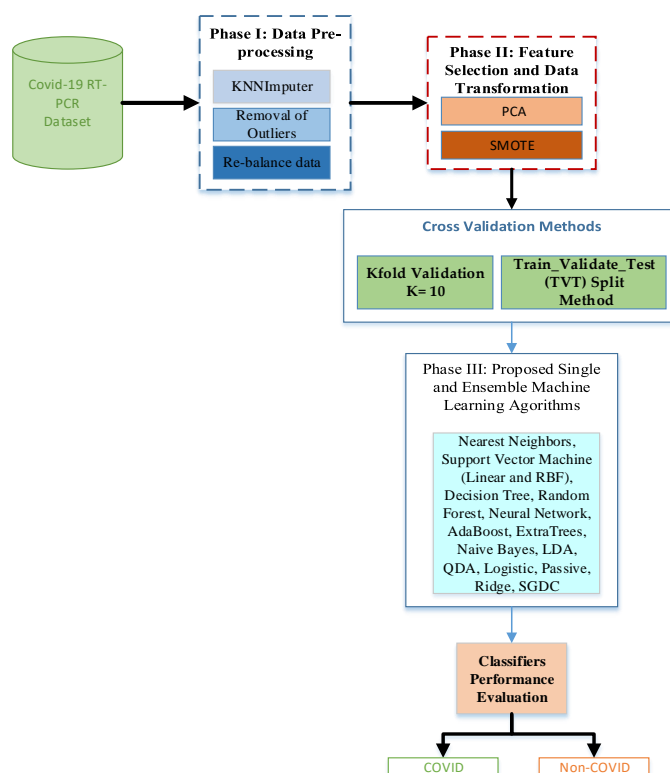 Covid-19 RT-
PCR
Dataset
Phase I: Data Pre-
processing
KNNImputer
Removal of
Outliers
Re-balance data
Phase II: Feature
Selection and Data
Transformation
PCA
SMOTE
Cross Validation Methods
Kfold Validation
K= 10
Train_Validate_Test
(TVT) Split
Method
Phase III: Proposed Single
and Ensemble Machine
Learning Agorithms
Nearest Neighbors,
Support Vector Machine
(Linear and RBF),
Decision Tree, Random
Forest, Neural Network,
AdaBoost, ExtraTrees,
Naive Bayes, LDA,
QDA, Logistic, Passive,
Ridge, SGDC
Classifiers
Performance
Evaluation
COVID
Non-COVID